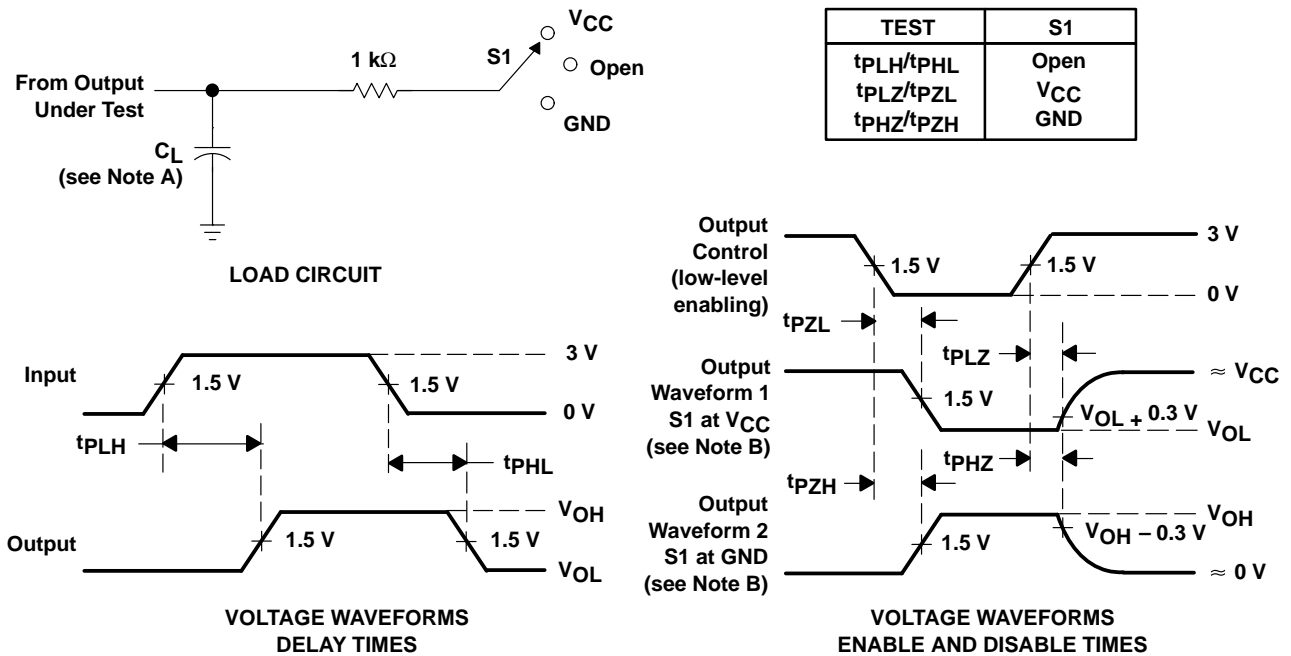 VCC
1 kΩ
S1
Open
From Output
Under Test
GND
CL
(see Note A)
LOAD CIRCUIT
TEST S1
tPLH/tPHL Open
tPLZ/tPZL VCC
tPHZ/tPZH GND
Input
3 V
1.5 V
1.5 V
0 V
tPLH
tPHL
Output
VOH
1.5 V
1.5 V
VOL
VOLTAGE WAVEFORMS
DELAY TIMES
Output
Control
(low-level
enabling)
3 V
1.5 V
1.5 V
0 V
tPZL
tPLZ
Output
Waveform 1
S1 at VCC
(see Note B)
≈ VCC
1.5 V
VOL + 0.3 V
VOL
tPHZ
tPZH
Output
Waveform 2
S1 at GND
(see Note B)
VOH
1.5 V
VOH – 0.3 V
≈ 0 V
VOLTAGE WAVEFORMS
ENABLE AND DISABLE TIMES